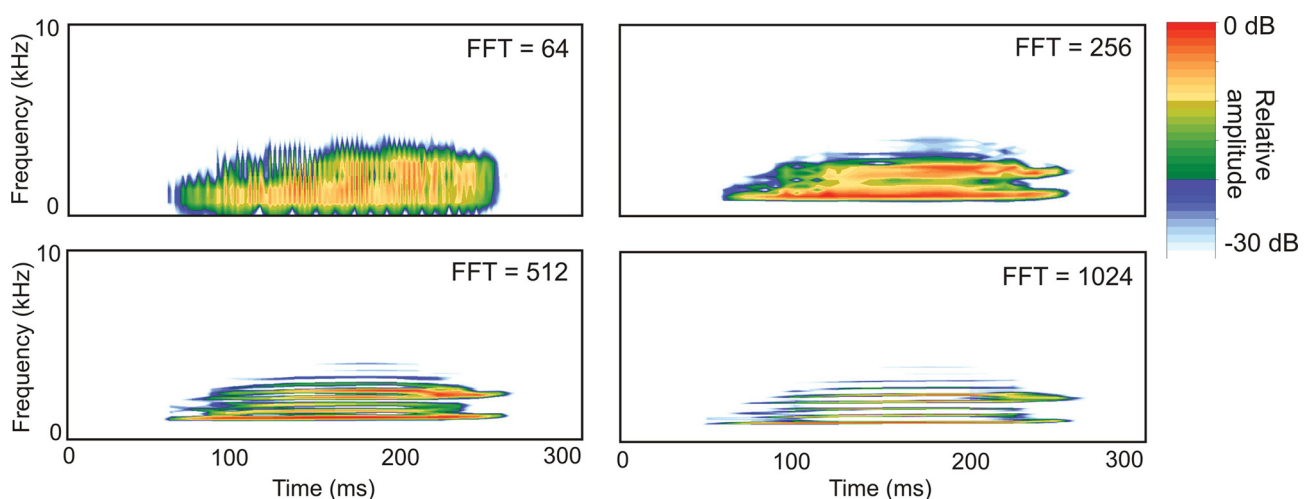 10
Frequency (kHz)
0
FFT = 64
FFT = 256
0 dB
Relative
amplitude
-30 dB
10
Frequency (kHz)
0
FFT = 512
FFT = 1024
0 100 200 300
Time (ms)
0 100 200 300
Time (ms)